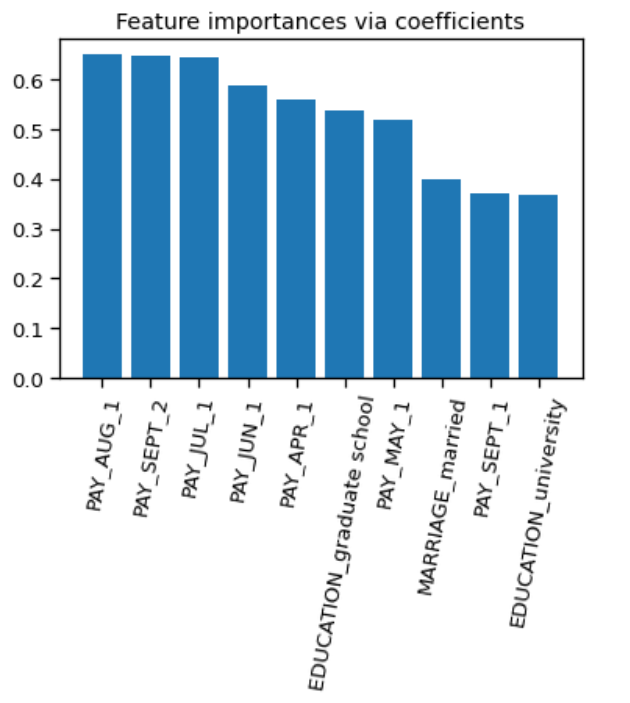 Feature importances via coefficients
0.6
0.5
0.4
0.3
0.2
0.1
0.0
PAY_AUG_1
PAY_SEPT_2
PAY_JUL_1
PAY_JUN_1
PAY_APR_1
EDUCATION_graduate school
PAY_MAY_1
MARRIAGE_married
PAY_SEPT_1
EDUCATION_university